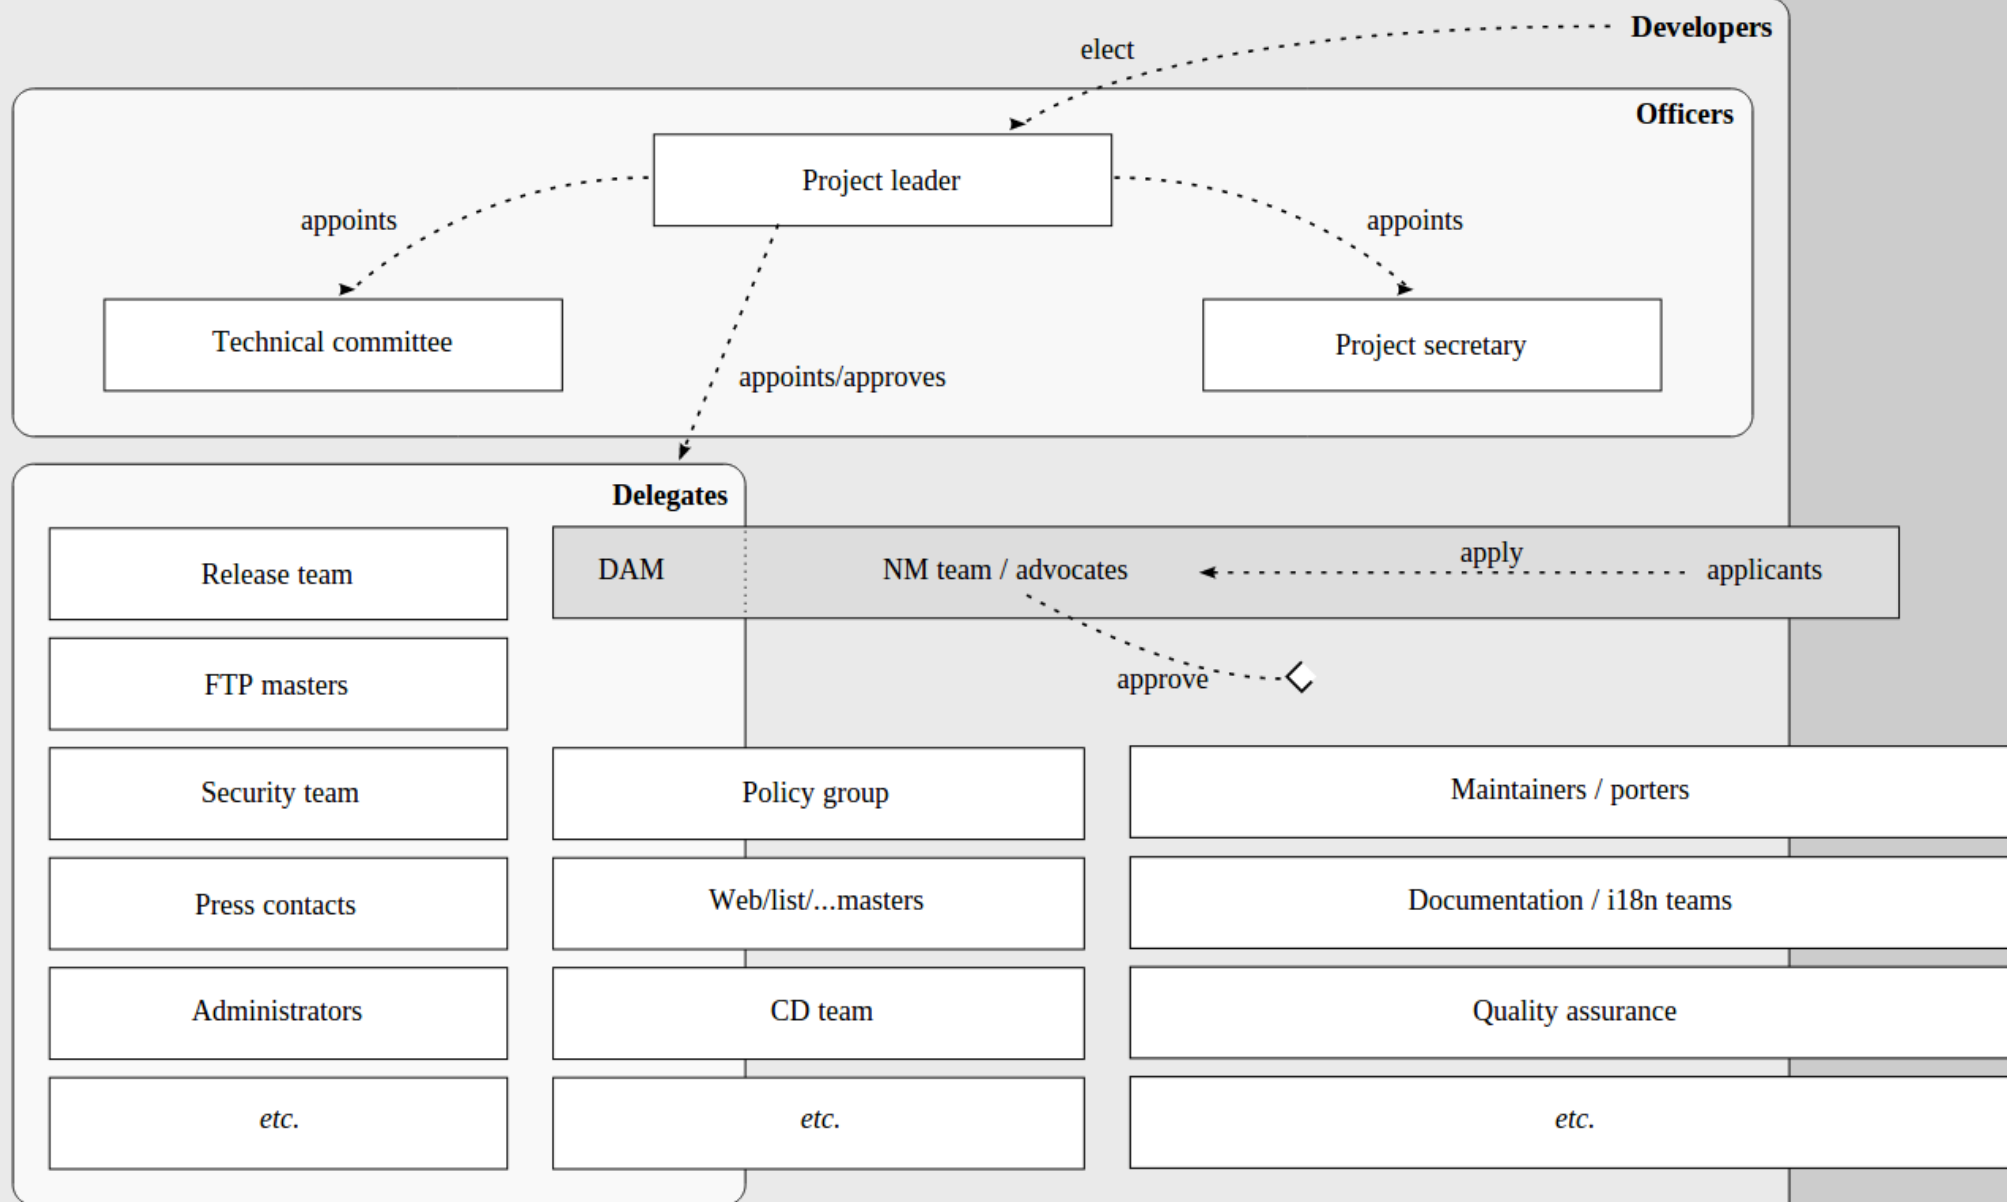 Developers
elect
Officers
Project leader
appoints
appoints
Technical committee
Project secretary
appoints/approves
Delegates
Release team
DAM
NM team / advocates
apply
applicants
FTP masters
approve
Security team
Policy group
Maintainers / porters
Press contacts
Web/list/...masters
Documentation / i18n teams
Administrators
CD team
Quality assurance
etc.
etc.
etc.